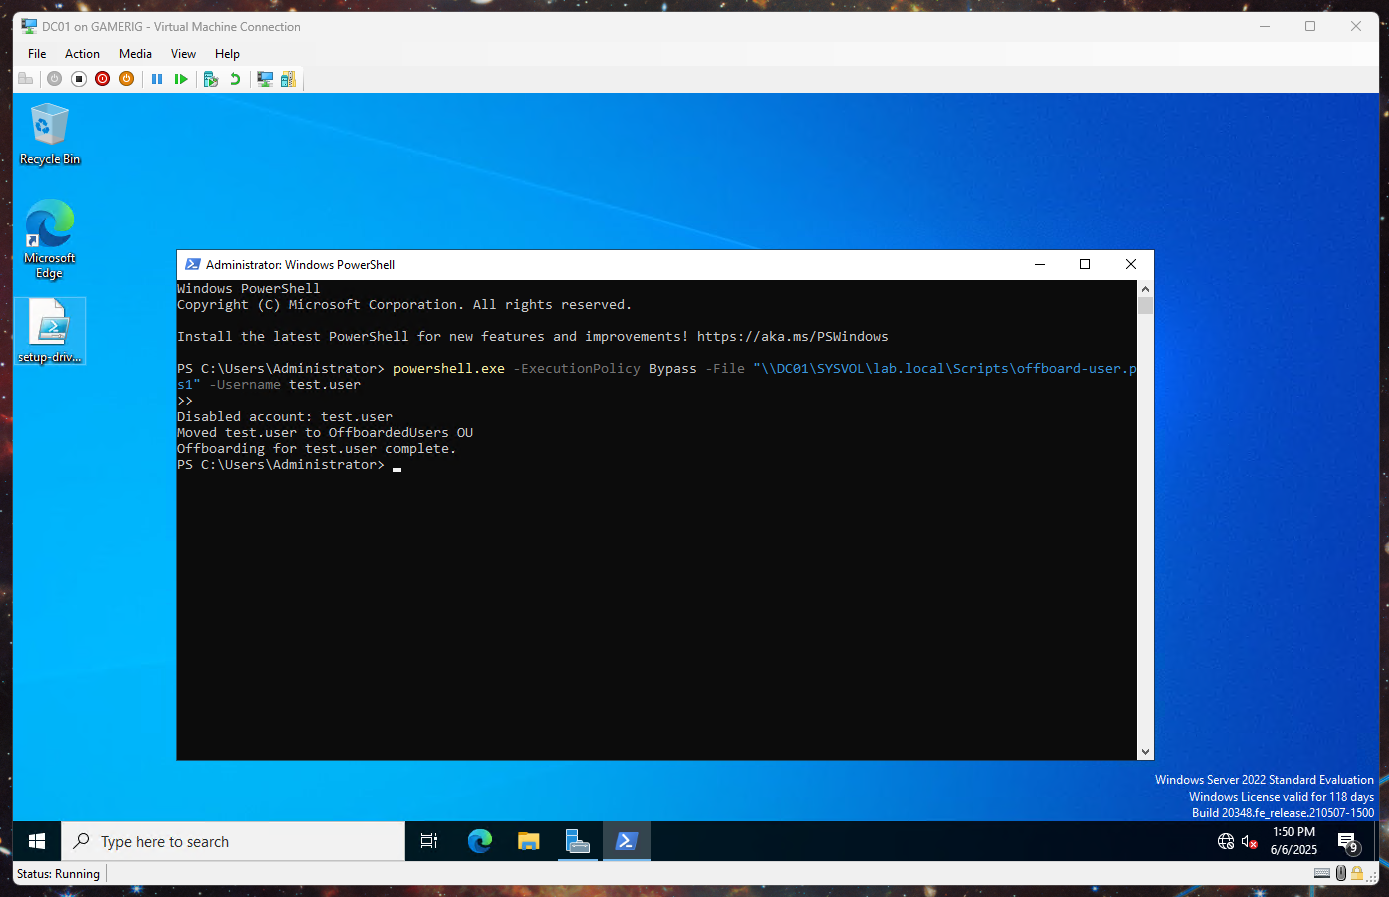 DC01 on GAMERIG - Virtual Machine Connection
File Action Media View Help
Recycle Bin
Microsoft
Edge
setup-driv...
Administrator: Windows PowerShell
Windows PowerShell
Copyright (C) Microsoft Corporation. All rights reserved.
Install the latest PowerShell for new features and improvements! https://aka.ms/PSWindows
PS C:\Users\Administrator> powershell.exe -ExecutionPolicy Bypass -File "\\DC01\SYSVOL\lab.local\Scripts\offboard-user.p
s1" -Username test.user
>>
Disabled account: test.user
Moved test.user to OffboardedUsers OU
Offboarding for test.user complete.
PS C:\Users\Administrator>
Windows Server 2022 Standard Evaluation
Windows License valid for 118 days
Build 20348.fe_release.210507-1500
Type here to search
1:50 PM
6/6/2025
9
Status: Running